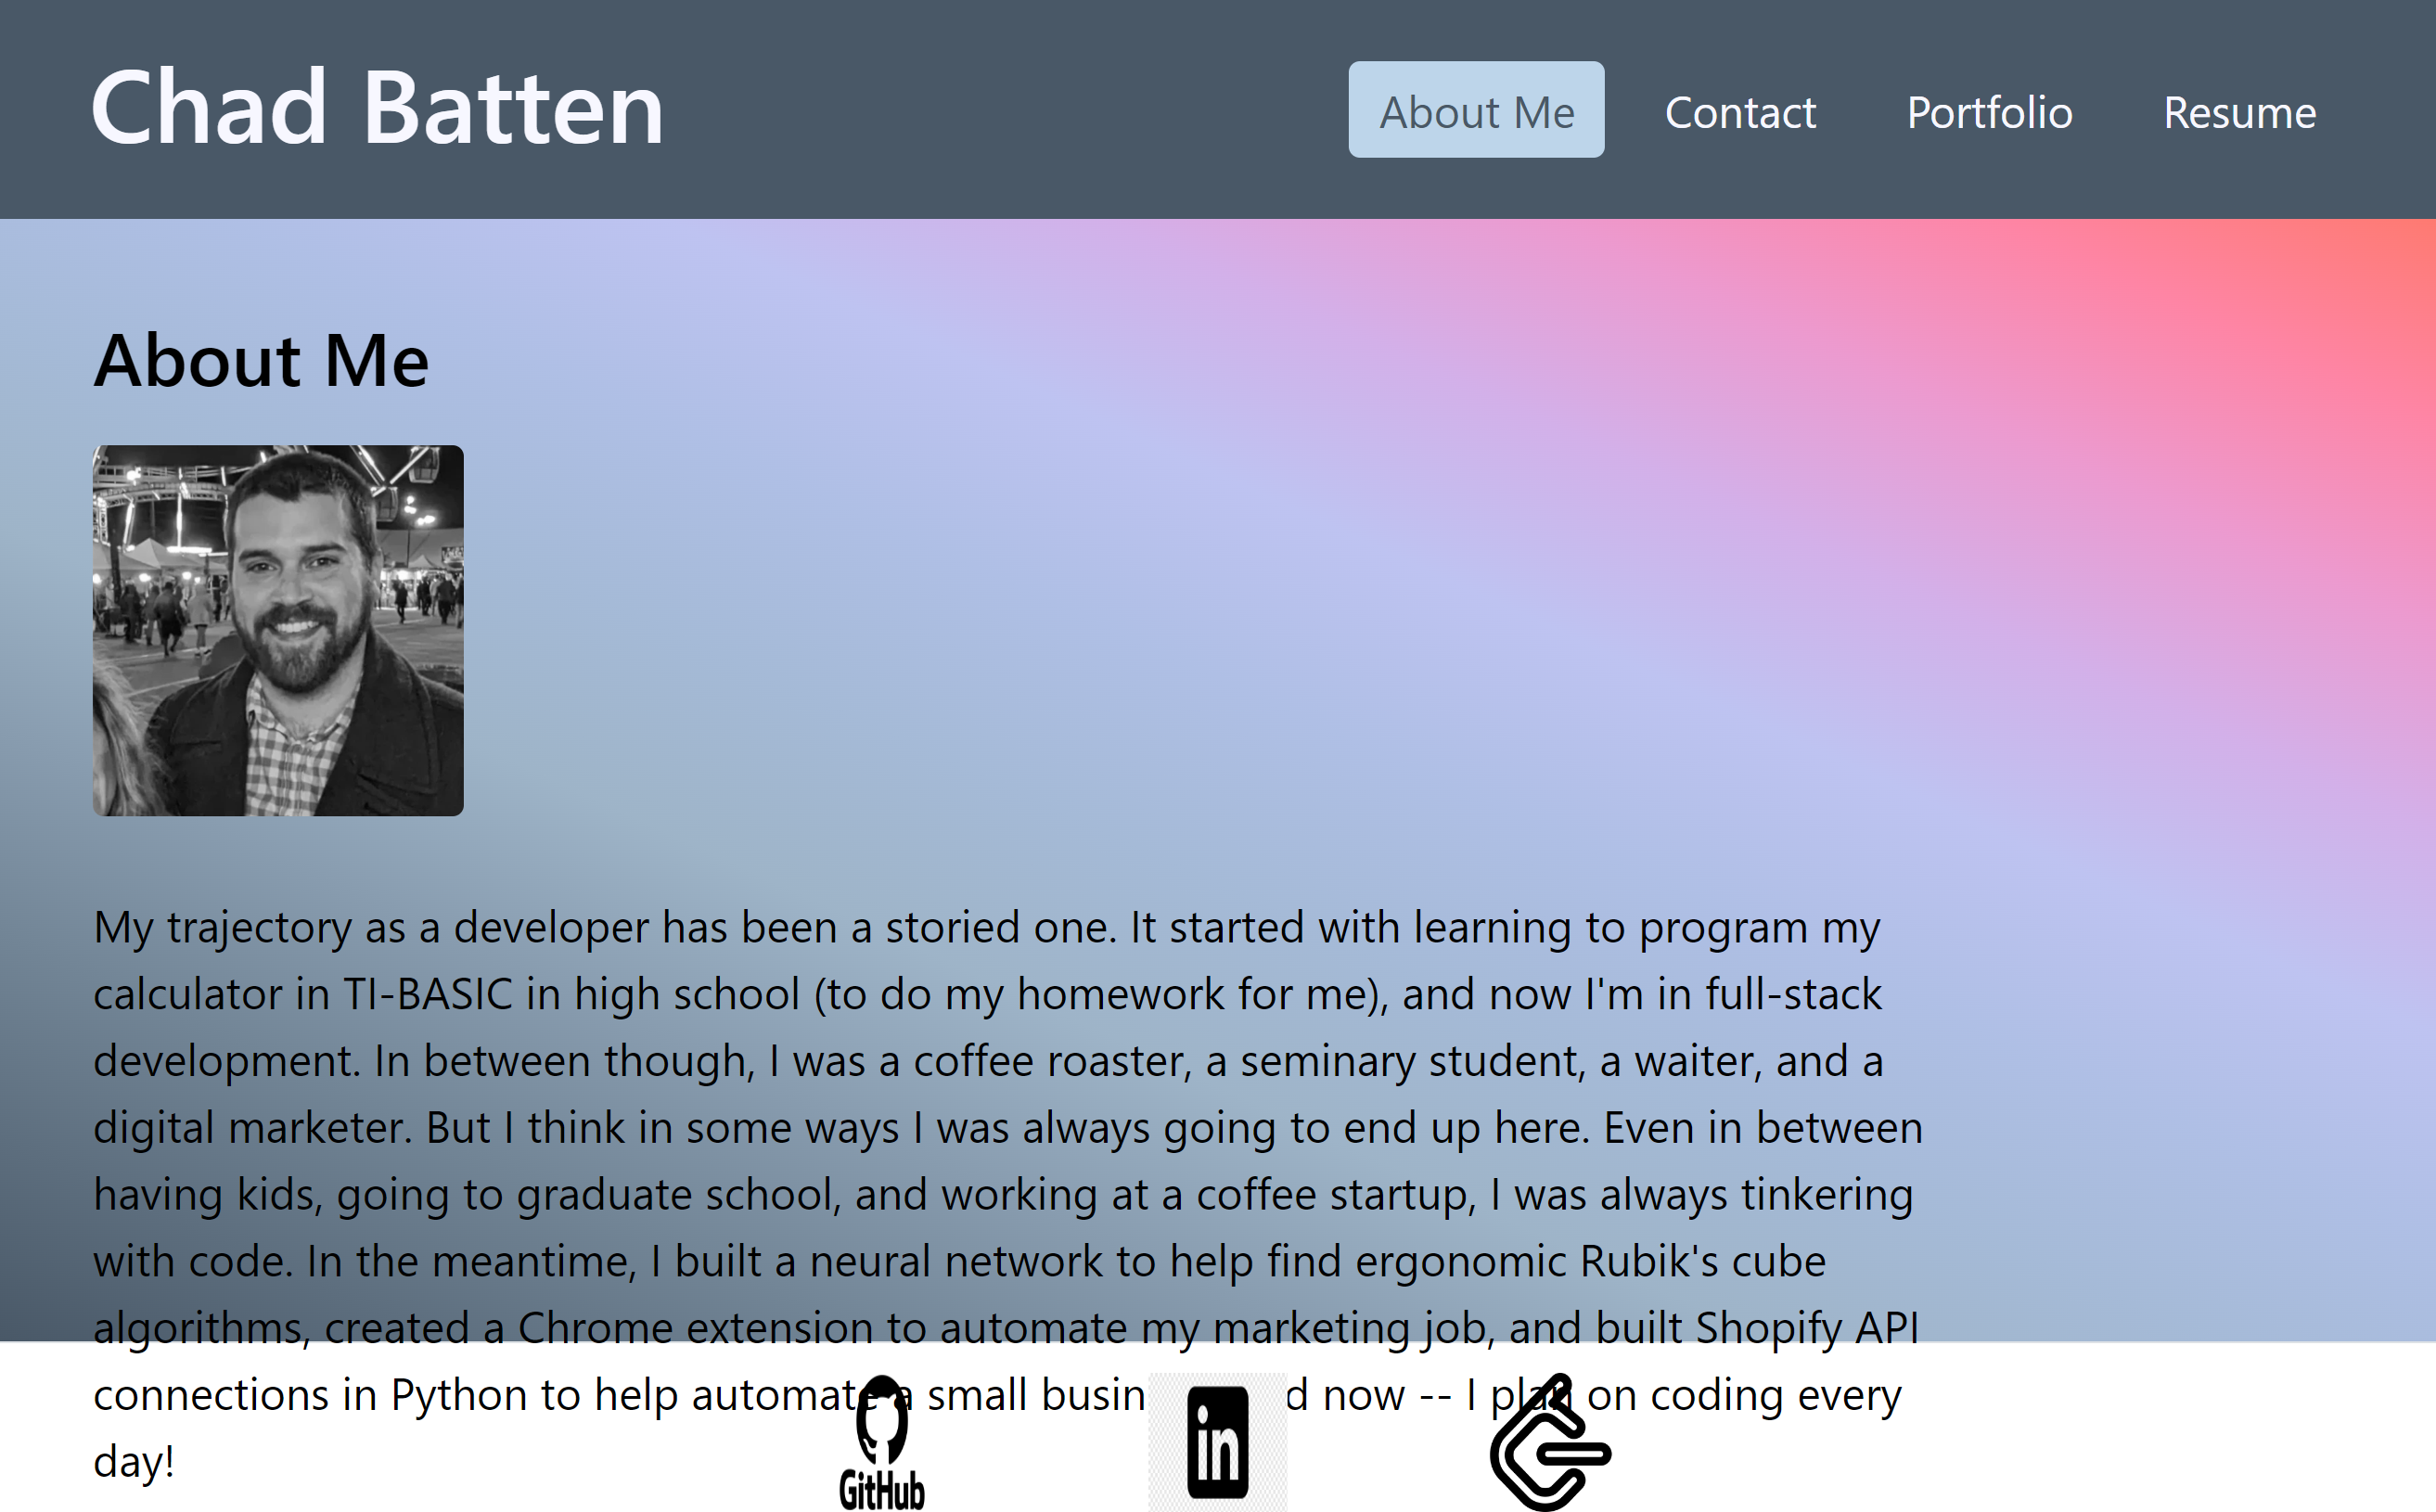 Chad Batten
About Me
Contact
Portfolio
Resume
About Me
My trajectory as a developer has been a storied one. It started with learning to program my
calculator in TI-BASIC in high school (to do my homework for me), and now I'm in full-stack
development. In between though, I was a coffee roaster, a seminary student, a waiter, and a
digital marketer. But I think in some ways I was always going to end up here. Even in between
having kids, going to graduate school, and working at a coffee startup, I was always tinkering
with code. In the meantime, I built a neural network to help find ergonomic Rubik's cube
algorithms, created a Chrome extension to automate my marketing job, and built Shopify API
connections in Python to help automate a small now -- I plan on coding every
day!
GitHub
in